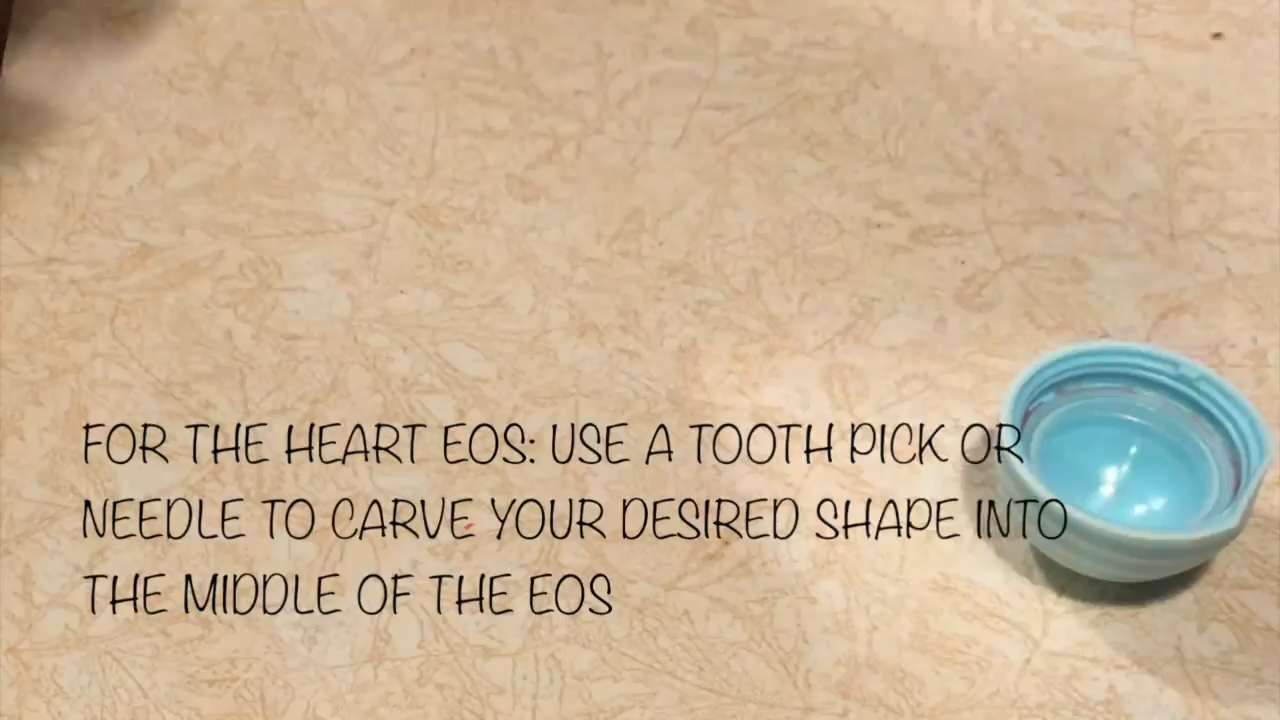 FOR THE HEART EOS: USE A TOOTH PICK OR
NEEDLE TO CARVE YOUR DESIRED SHAPE INTO
THE MIDDLE OF THE EOS